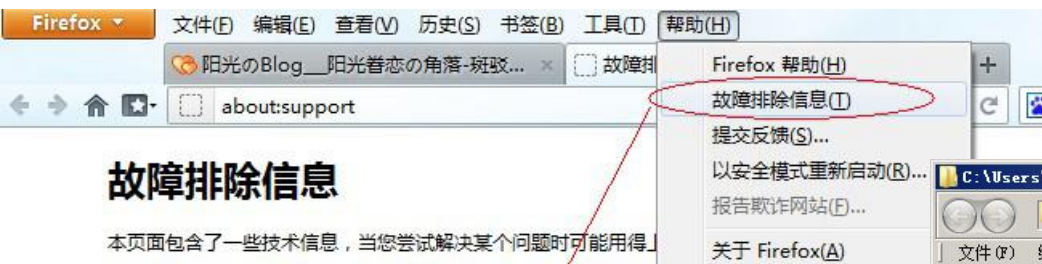 Firefox 文件(F) 编辑(E) 查看(V) 历史(S) 书签(B) 工具(T) 帮助(H)
阳光のBlog__阳光眷恋の角落-斑驳... × 故障排
about:support
Firefox 帮助(H)
故障排除信息(T)
提交反馈(S)...
以安全模式重新启动(R)...
报告欺诈网站(F)...
关于 Firefox(A)
故障排除信息
本页面包含了一些技术信息，当您尝试解决某个问题时可能用得
C:\Users\
文件(F)